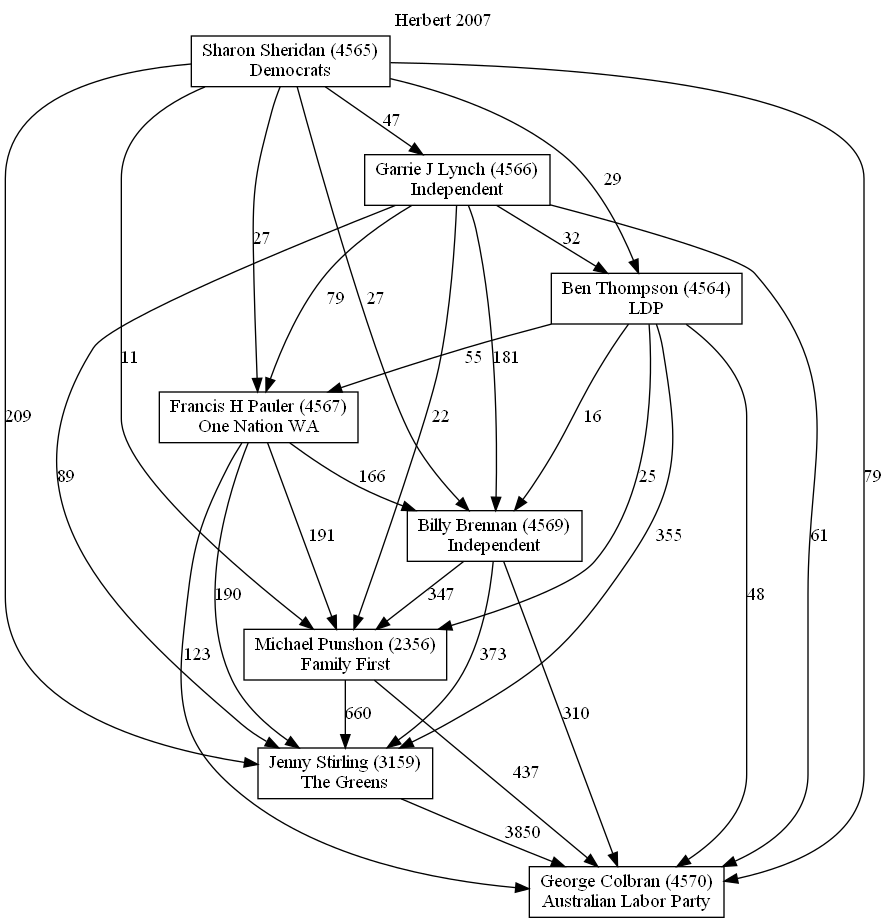 Herbert 2007
Sharon Sheridan (4565)
Democrats
47
Garrie J Lynch (4566)
Independent
29
27
32
Ben Thompson (4564)
LDP
79
27
11
55
181
Francis H Pauler (4567)
One Nation WA
209
22
16
89
166
25
79
Billy Brennan (4569)
Independent
191
355
61
190
347
48
Michael Punshon (2356)
Family First
123
373
660
310
Jenny Stirling (3159)
The Greens
437
3850
George Colbran (4570)
Australian Labor Party